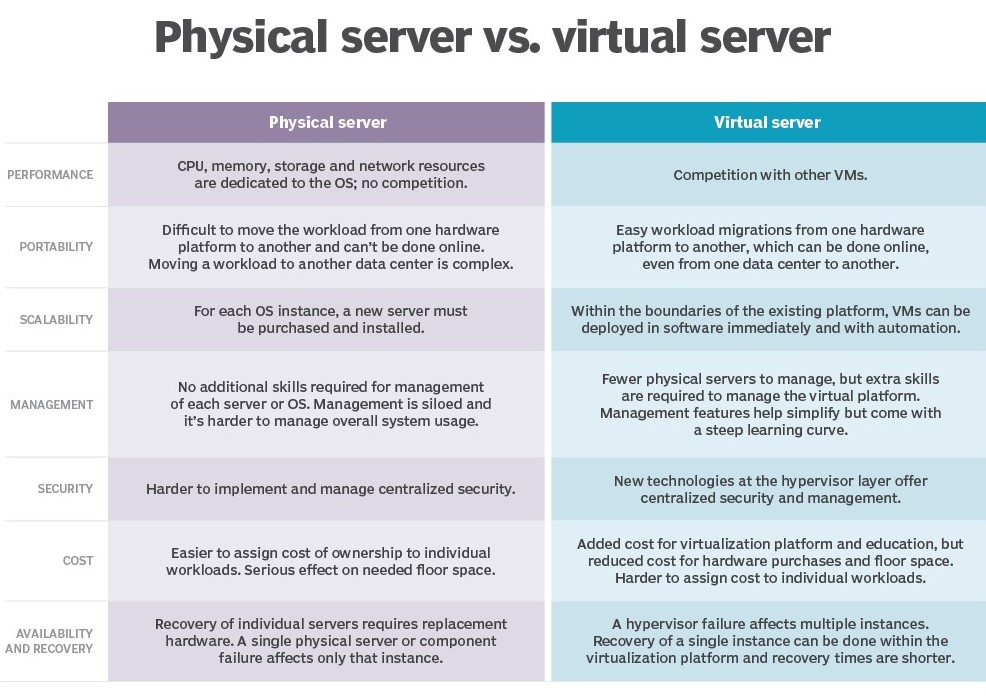 Physical server vs. virtual server
Physical server
Virtual server
PERFORMANCE
CPU, memory, storage and network resources
are dedicated to the OS; no competition.
Competition with other VMs.
PORTABILITY
Difficult to move the workload from one hardware
platform to another and can't be done online.
Moving a workload to another data center is complex.
Easy workload migrations from one hardware
platform to another, which can be done online,
even from one data center to another.
SCALABILITY
For each OS instance, a new server must
be purchased and installed.
Within the boundaries of the existing platform, VMs can be
deployed in software immediately and with automation.
MANAGEMENT
No additional skills required for management
of each server or OS. Management is siloed and
it's harder to manage overall system usage.
Fewer physical servers to manage, but extra skills
are required to manage the virtual platform.
Management features help simplify but come with
a steep learning curve.
SECURITY
Harder to implement and manage centralized security.
New technologies at the hypervisor layer offer
centralized security and management.
COST
Easier to assign cost of ownership to individual
workloads. Serious effect on needed floor space.
Added cost for virtualization platform and education, but
reduced cost for hardware purchases and floor space.
Harder to assign cost to individual workloads.
AVAILABILITY
AND RECOVERY
Recovery of individual servers requires replacement
hardware. A single physical server or component
failure affects only that instance.
A hypervisor failure affects multiple instances.
Recovery of a single instance can be done within the
virtualization platform and recovery times are shorter.